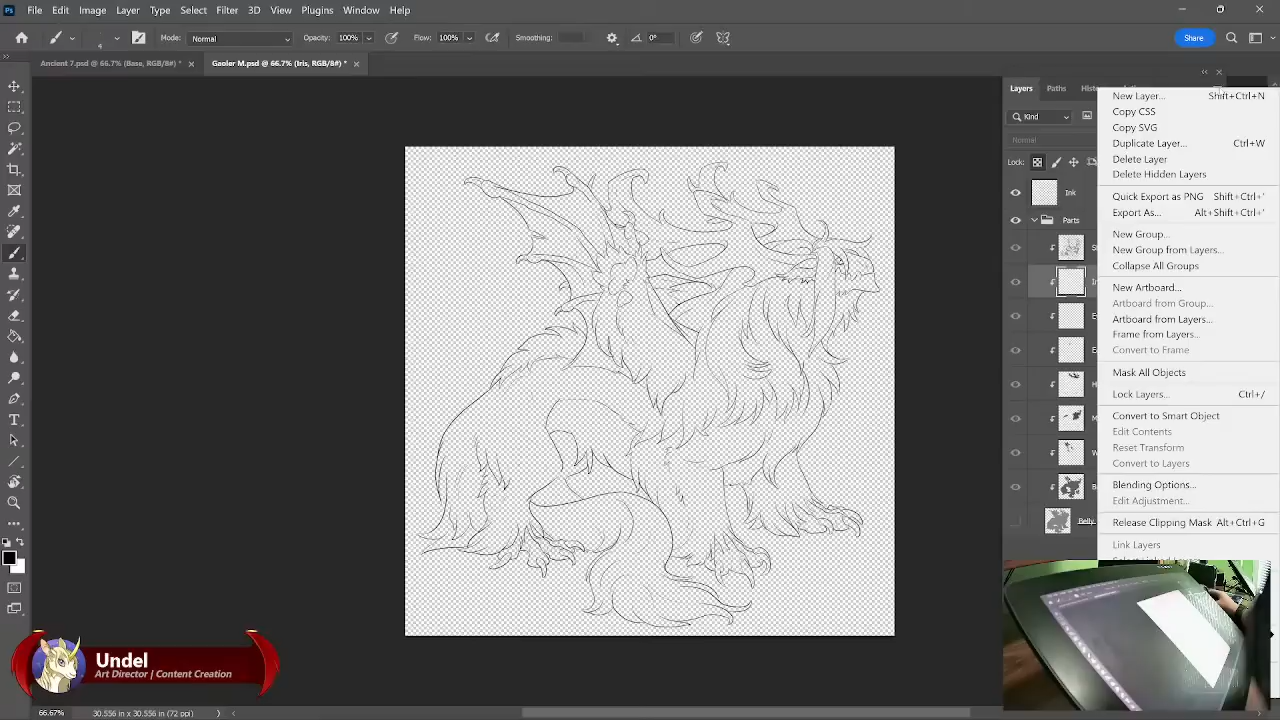 Ps File Edit Image Layer Type Select Filter 3D View Plugins Window Help
Mode: Normal Opacity: 100% Flow: 100% Smoothing: 0° Share
Ancient 7.psd @ 66.7% (Base, RGB/8#) * × Gaoler M.psd @ 66.7% (Iris, RGB/8#) * ×
Layers Paths
Kind
Normal
Lock:
Ink
Parts
Belly
New Layer... Shift+Ctrl+N
Copy CSS
Copy SVG
Duplicate Layer... Ctrl+W
Delete Layer
Delete Hidden Layers
Quick Export as PNG Shift+Ctrl+'
Export As... Alt+Shift+Ctrl+'
New Group...
New Group from Layers...
Collapse All Groups
New Artboard...
Artboard from Group...
Artboard from Layers...
Frame from Layers...
Convert to Frame
Mask All Objects
Lock Layers... Ctrl+/
Convert to Smart Object
Edit Contents
Reset Transform
Convert to Layers
Blending Options...
Edit Adjustment...
Release Clipping Mask Alt+Ctrl+G
Link Layers
Undel
Art Director | Content Creation
66.67% 30.556 in x 30.556 in (72 ppi)